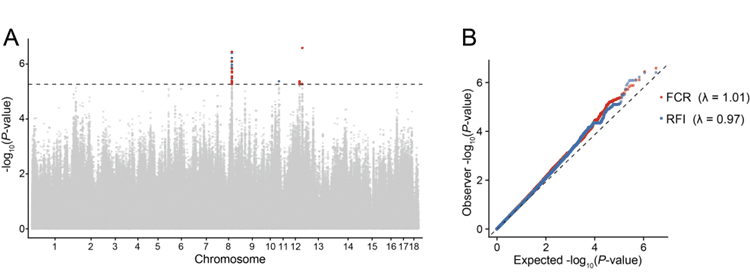 A
-log10(P-value)
6
4
2
0
1 2 3 4 5 6 7 8 9 10 11 12 13 14 15 16 17 18
Chromosome
B
Observer -log10(P-value)
6
4
2
0
0 2 4 6
Expected -log10(P-value)
FCR (λ = 1.01)
RFI (λ = 0.97)